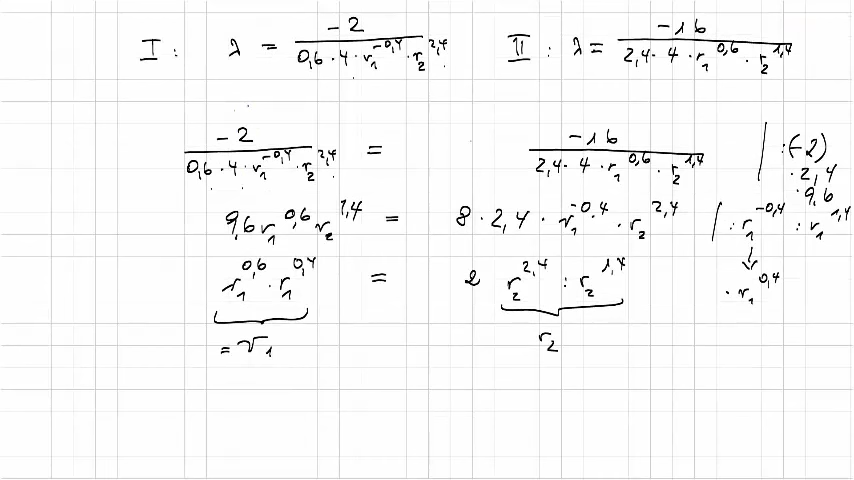 I: λ = -2 / (0,6 · 4 · r₁^-0,4 · r₂^2,4) II: λ = -16 / (2,4 · 4 · r₁^0,6 · r₂^1,4)
-2 / (0,6 · 4 · r₁^-0,4 · r₂^2,4) = -16 / (2,4 · 4 · r₁^0,6 · r₂^1,4) | :(-2)
· 2,4
· 9,6
9,6 r₁^0,6 r₂^1,4 = 8 · 2,4 · r₁^-0,4 · r₂^2,4 | : r₁^-0,4 : r₁^1,4
r₁^0,6 · r₁^0,4 = 2 r₂^2,4 : r₂^1,4 · r₁^0,4
= r₁ r₂